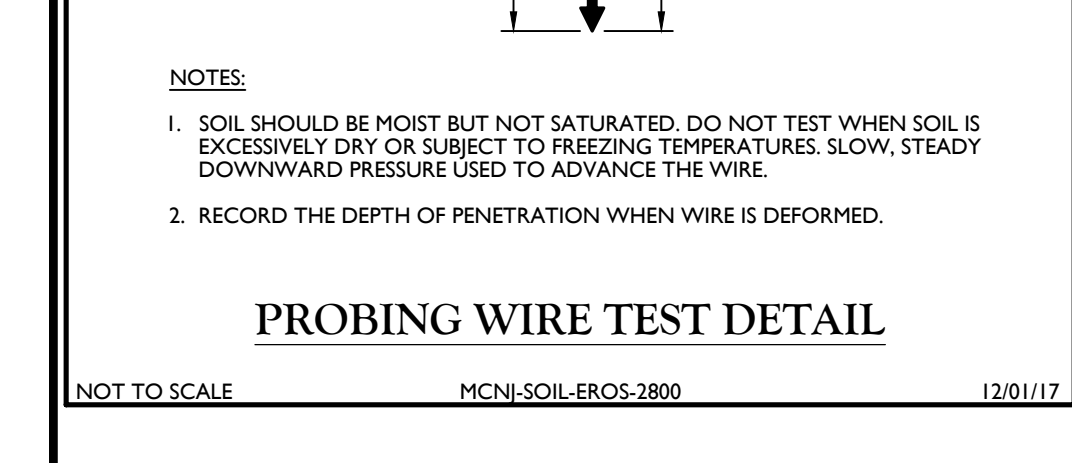 NOTES:
1. SOIL SHOULD BE MOIST BUT NOT SATURATED. DO NOT TEST WHEN SOIL IS
EXCESSIVELY DRY OR SUBJECT TO FREEZING TEMPERATURES. SLOW, STEADY
DOWNWARD PRESSURE USED TO ADVANCE THE WIRE.
2. RECORD THE DEPTH OF PENETRATION WHEN WIRE IS DEFORMED.
PROBING WIRE TEST DETAIL
NOT TO SCALE MCNJ-SOIL-EROS-2800 12/01/17